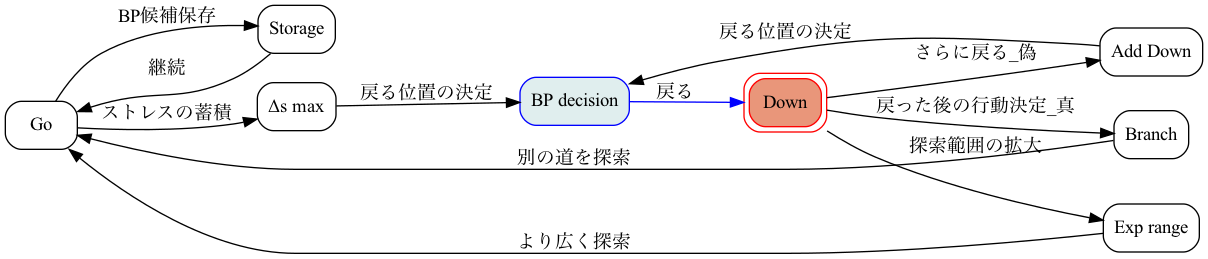 BP候補保存
Storage
継続
Go
ストレスの蓄積
Δs max
戻る位置の決定
BP decision
戻る
Down
戻る位置の決定
さらに戻る_偽
Add Down
戻った後の行動決定_真
Branch
探索範囲の拡大
別の道を探索
Exp range
より広く探索